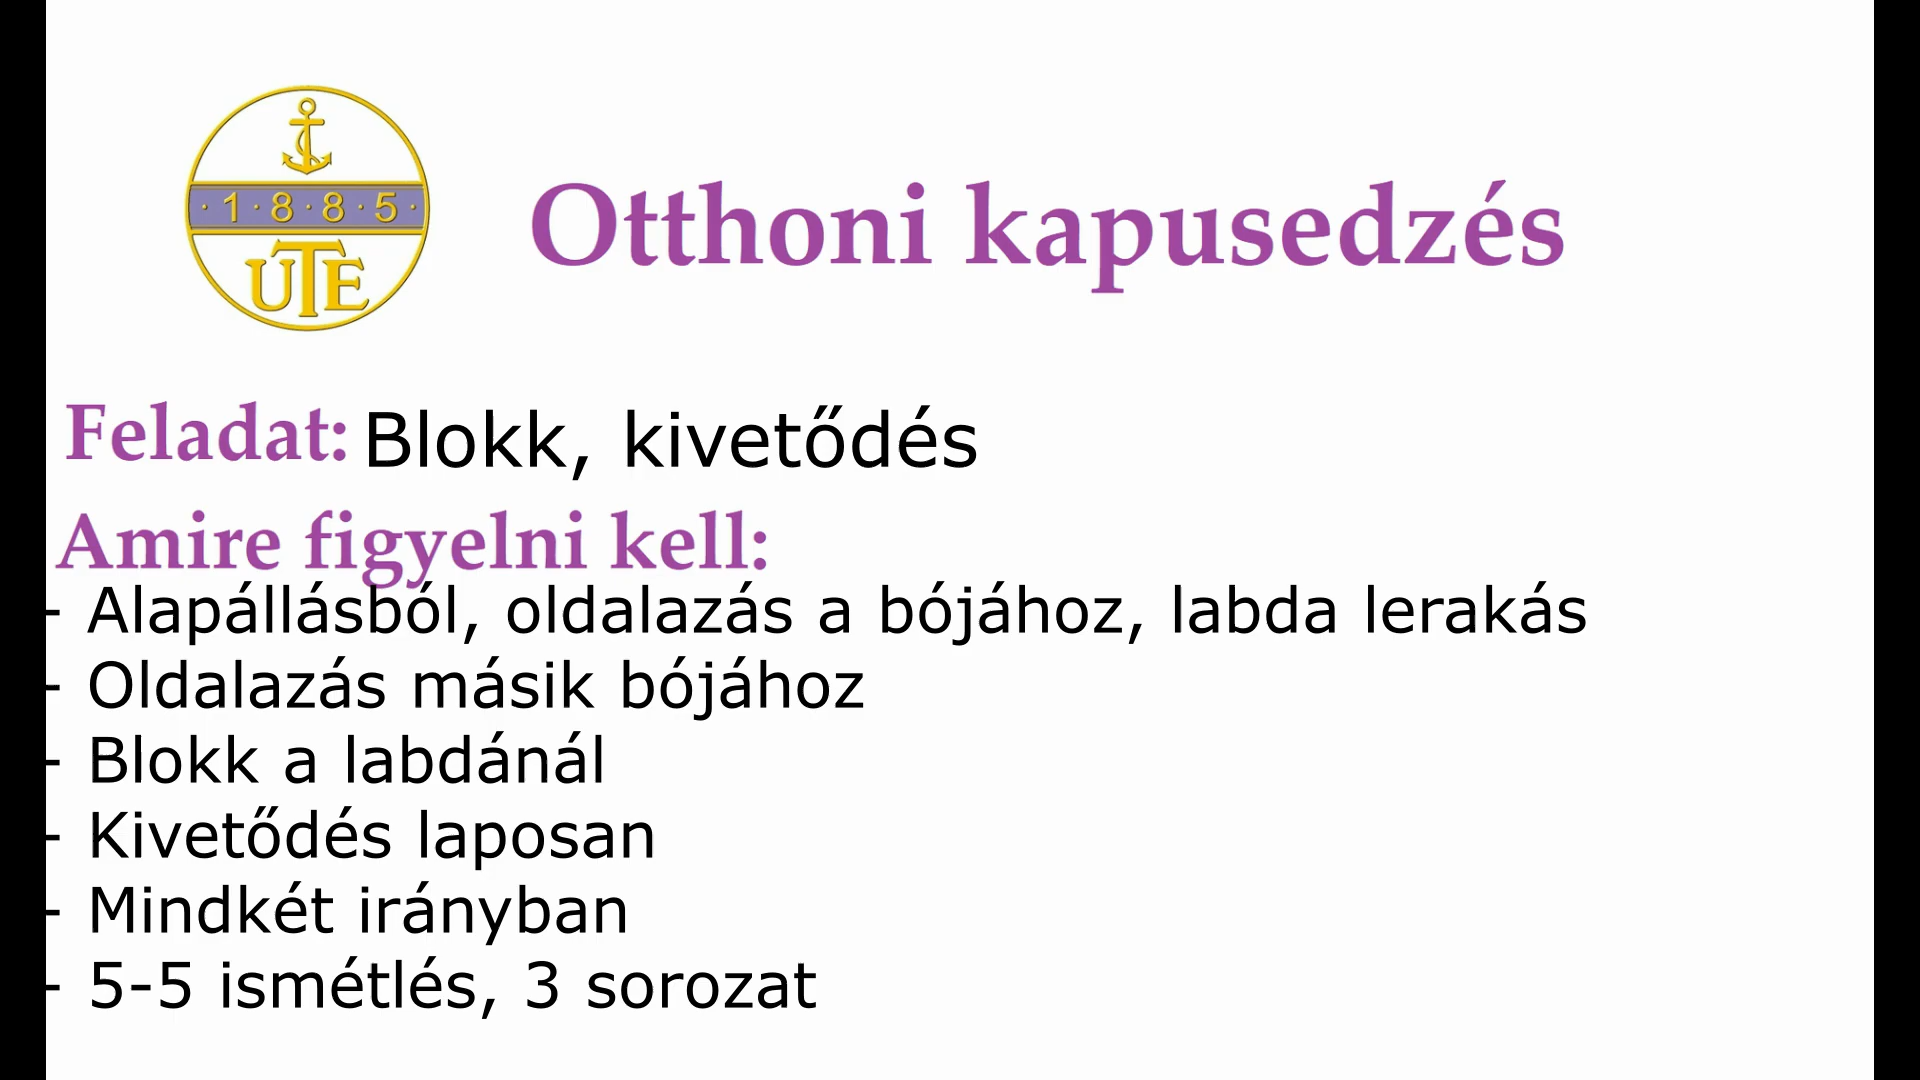 ·1·8·8·5·
UTE
Otthoni kapusedzés
Feladat: Blokk, kivetődés
Amire figyelni kell:
- Alapállásból, oldalazás a bójához, labda lerakás
- Oldalazás másik bójához
- Blokk a labdánál
- Kivetődés laposan
- Mindkét irányban
- 5-5 ismétlés, 3 sorozat